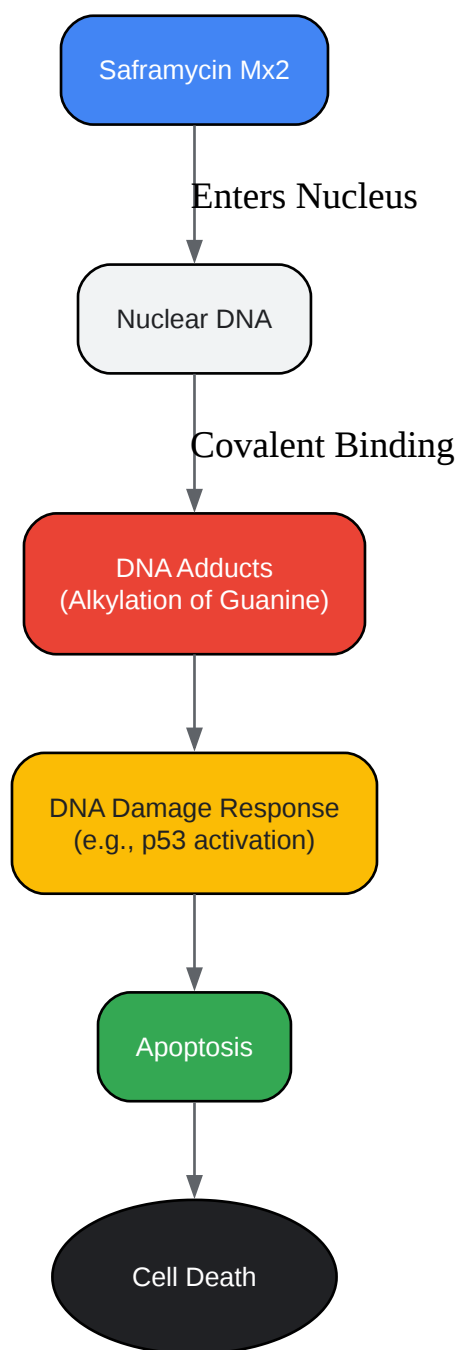 Saframycin Mx2
Enters Nucleus
Nuclear DNA
Covalent Binding
DNA Adducts
(Alkylation of Guanine)
DNA Damage Response
(e.g., p53 activation)
Apoptosis
Cell Death